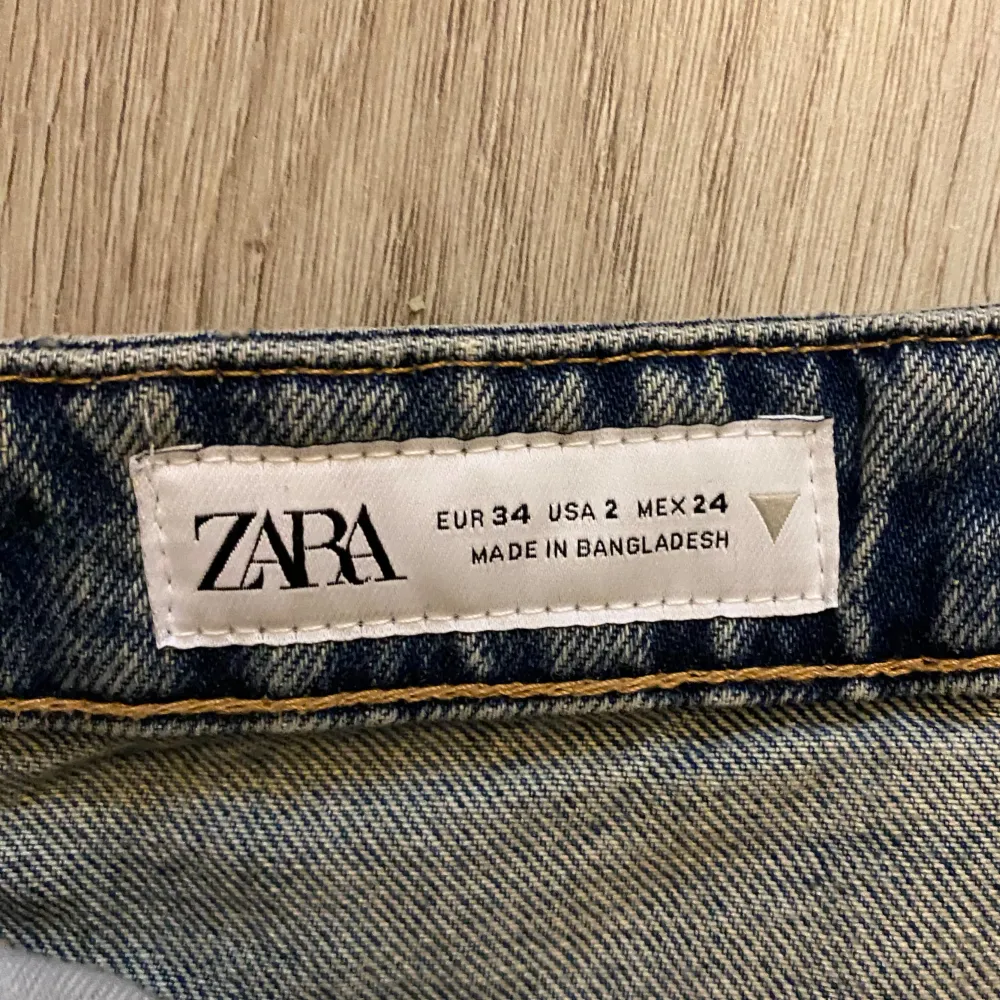 ZARA
EUR 34 USA 2 MEX 24
MADE IN BANGLADESH